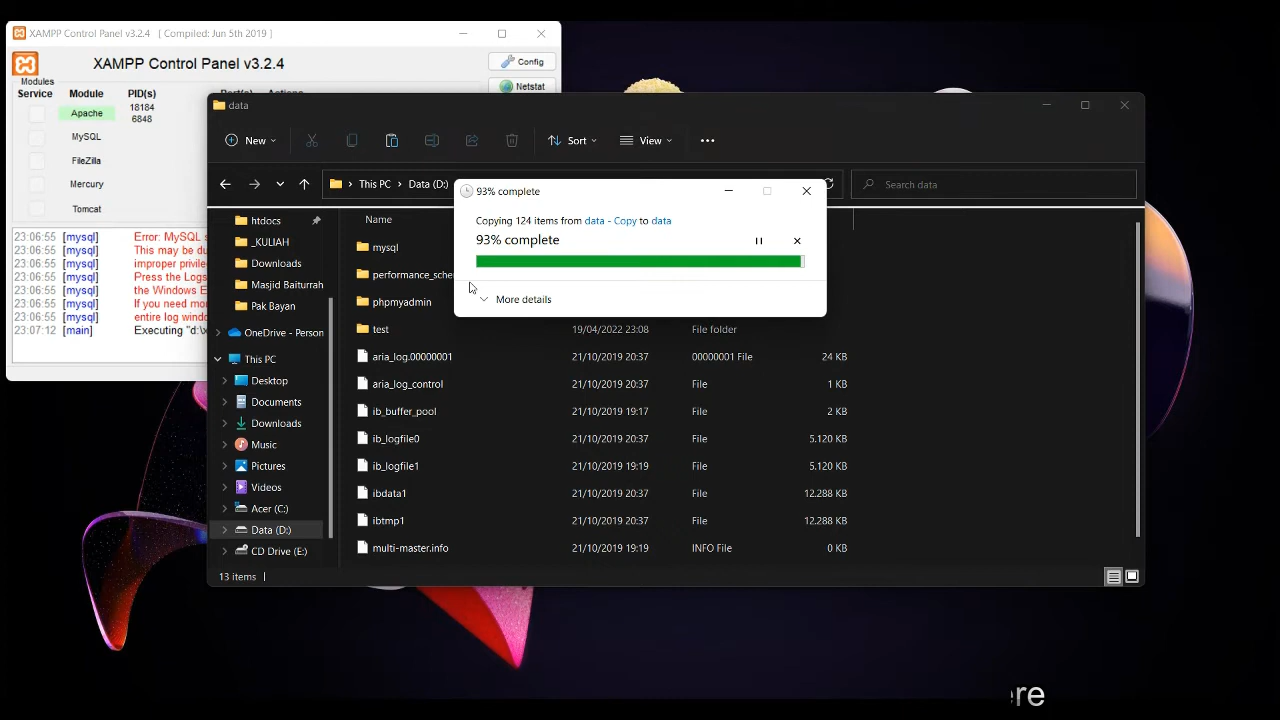 XAMPP Control Panel v3.2.4 [ Compiled: Jun 5th 2019 ]
XAMPP Control Panel v3.2.4
Config
Netstat
Modules
Service Module PID(s)
Apache 18184
6848
MySQL
FileZilla
Mercury
Tomcat
23:06:55 [mysql] Error: MySQL
23:06:55 [mysql] This may be du
23:06:55 [mysql] improper privile
23:06:55 [mysql] Press the Logs
23:06:55 [mysql] the Windows E
23:06:55 [mysql] If you need mor
23:06:55 [mysql] entire log windo
23:07:12 [main] Executing "d:\
data
New Sort View
This PC Data (D:) Search data
htdocs
_KULIAH
Downloads
Masjid Baiturrah
Pak Bayan
OneDrive - Person
This PC
Desktop
Documents
Downloads
Music
Pictures
Videos
Acer (C:)
Data (D:)
CD Drive (E:)
Name
mysql
performance_sche
phpmyadmin
test 19/04/2022 23:08 File folder
aria_log.00000001 21/10/2019 20:37 00000001 File 24 KB
aria_log_control 21/10/2019 20:37 File 1 KB
ib_buffer_pool 21/10/2019 19:17 File 2 KB
ib_logfile0 21/10/2019 20:37 File 5.120 KB
ib_logfile1 21/10/2019 19:19 File 5.120 KB
ibdata1 21/10/2019 20:37 File 12.288 KB
ibtmp1 21/10/2019 20:37 File 12.288 KB
multi-master.info 21/10/2019 19:19 INFO File 0 KB
13 items
93% complete
Copying 124 items from data - Copy to data
93% complete
More details
ere